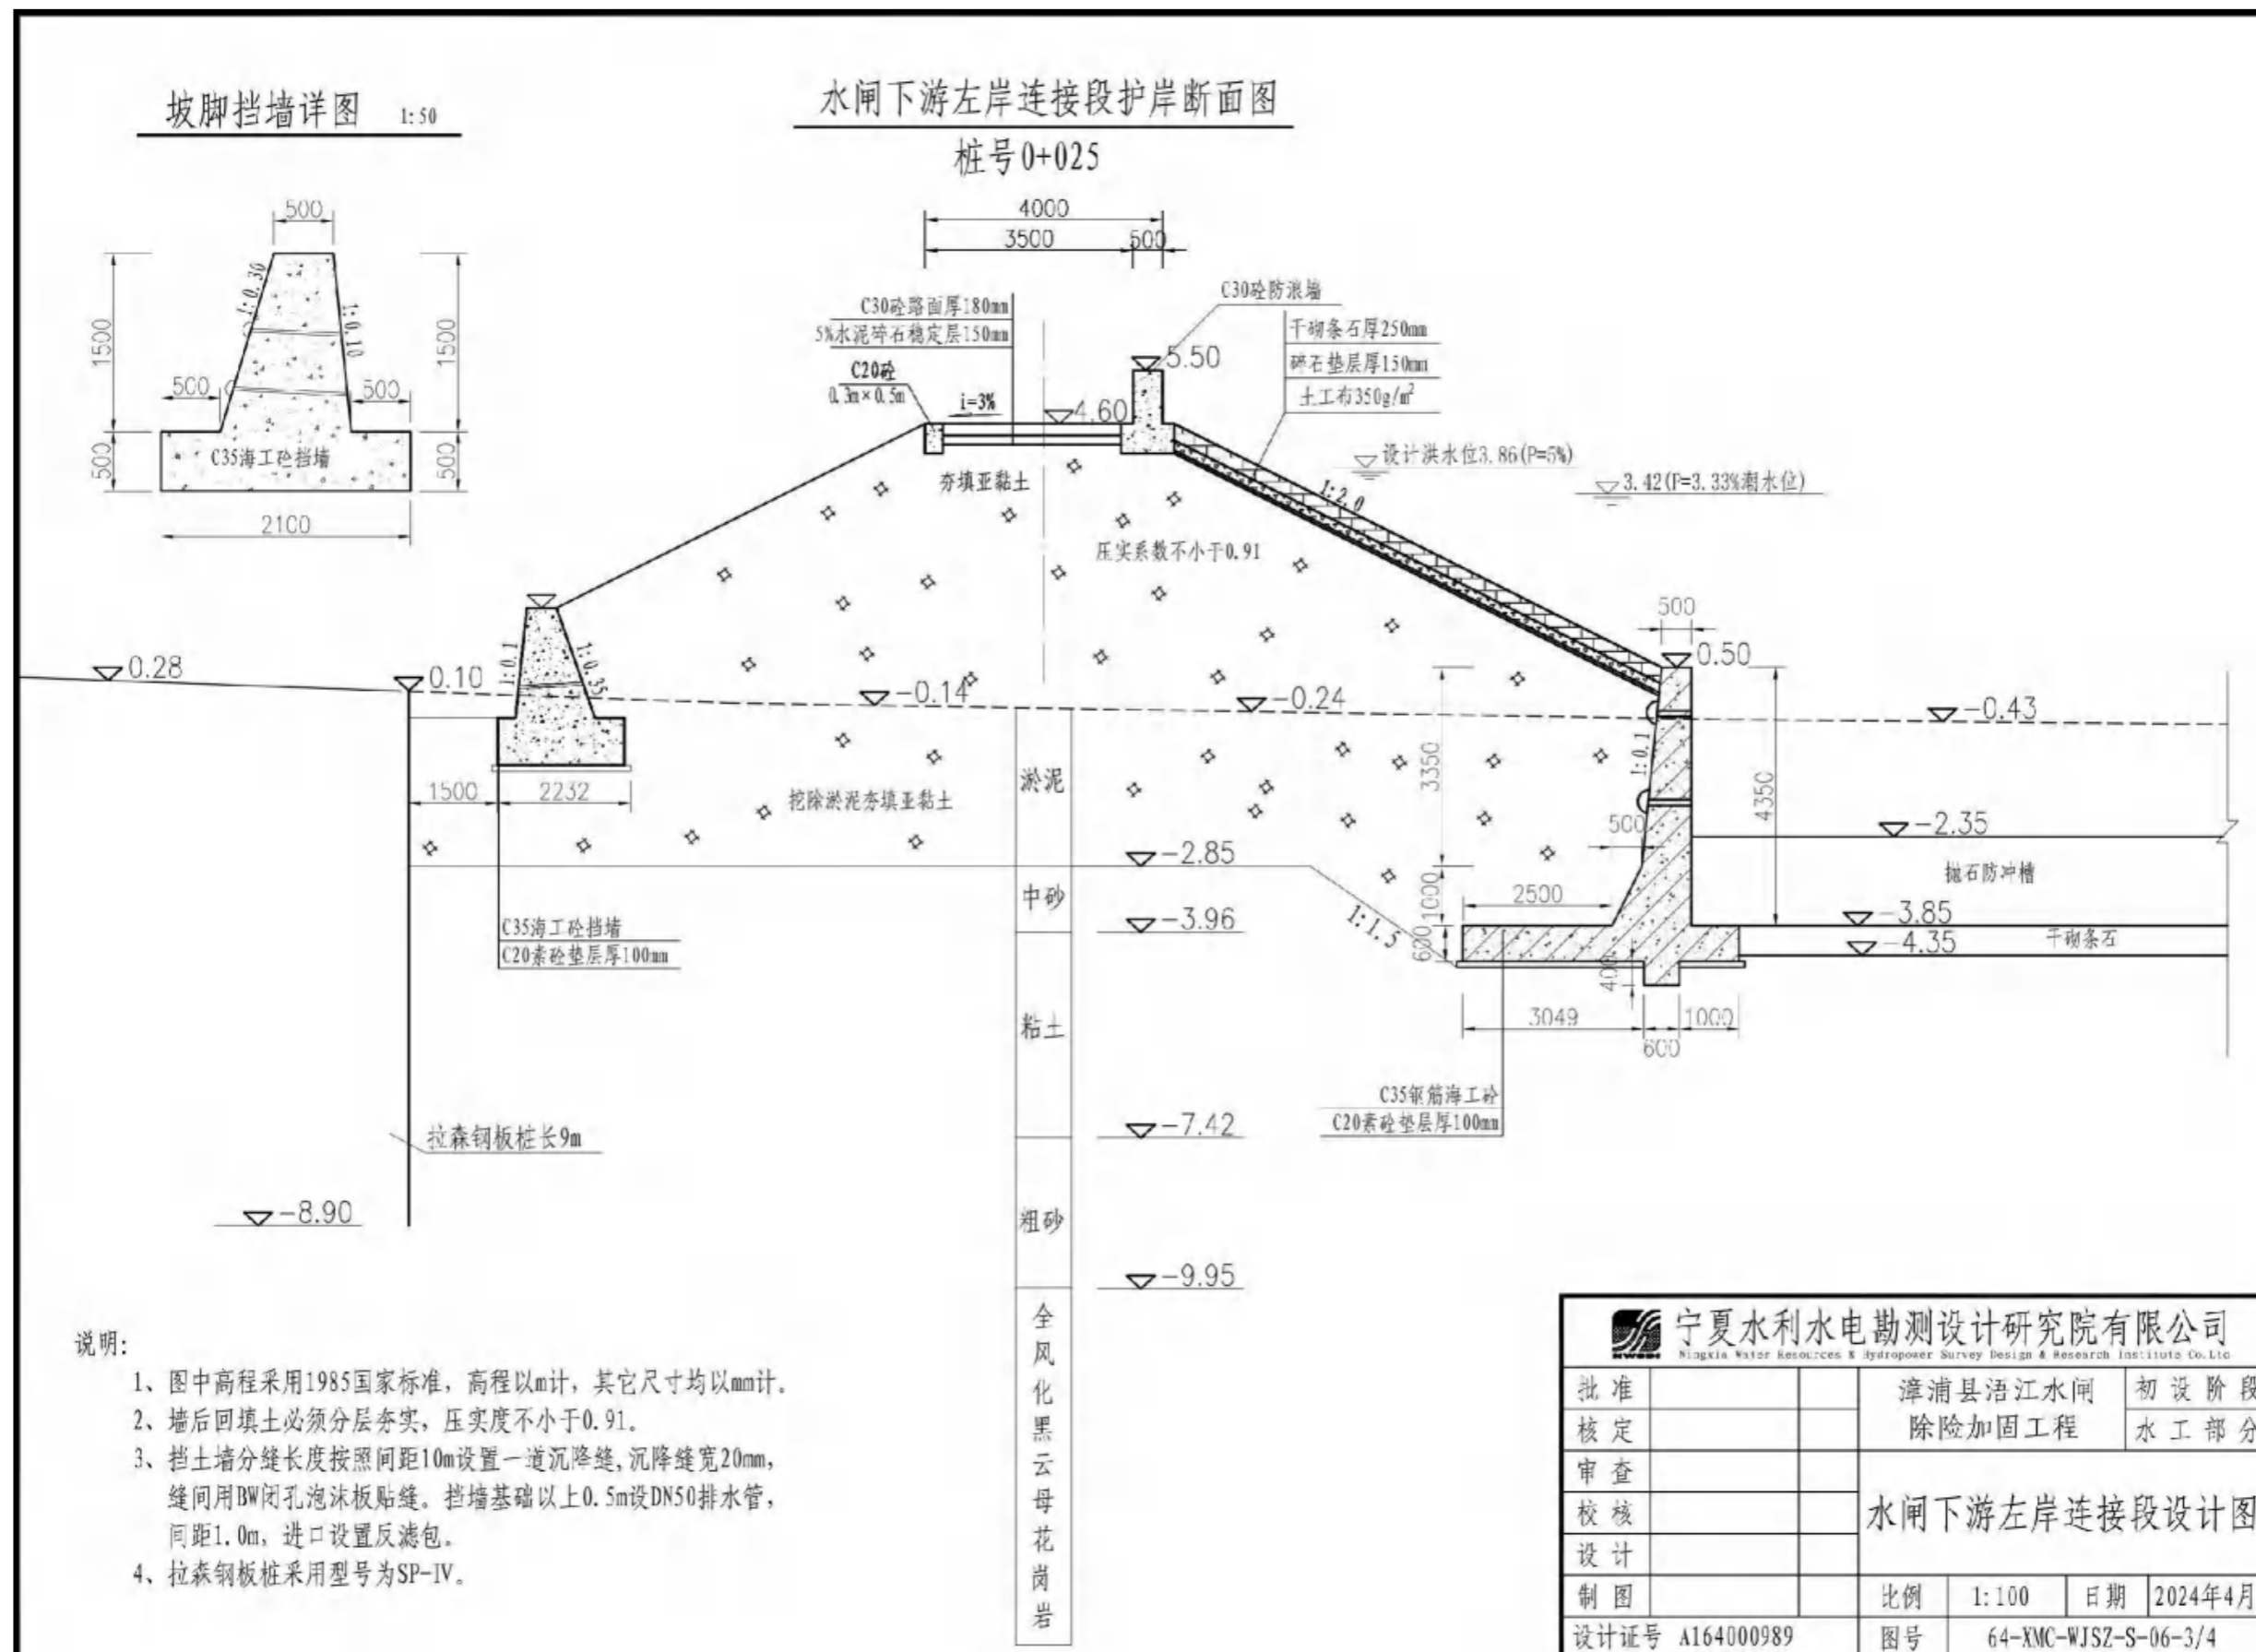 坡脚挡墙详图 1:50
水闸下游左岸连接段护岸断面图
桩号0+025
500
1:0.30
1:0.10
1500
1500
500
500
500
500
C35海工砼挡墙
2100
4000
3500
500
C30砼路面厚180mm
5%水泥碎石稳定层150mm
C20砼
0.3m×0.5m
i=3%
4.60
5.50
C30砼防浪墙
干砌条石厚250mm
碎石垫层厚150mm
土工布350g/m²
设计洪水位3.86(P=5%)
3.42(P=3.33%潮水位)
1:2.0
夯填亚黏土
压实系数不小于0.91
500
0.50
0.28
0.10
1:0.1
1:0.35
-0.14
-0.24
-0.43
1500
2232
挖除淤泥夯填亚黏土
淤泥
3350
1:0.1
4350
500
-2.35
抛石防冲槽
-2.85
中砂
1000
2500
-3.96
1:1.5
600
-3.85
-4.35
干砌条石
400
3049
1000
600
C35海工砼挡墙
C20素砼垫层厚100mm
粘土
C35钢筋海工砼
C20素砼垫层厚100mm
-7.42
拉森钢板桩长9m
-8.90
粗砂
-9.95
全风化黑云母花岗岩
说明:
1、图中高程采用1985国家标准，高程以m计，其它尺寸均以mm计。
2、墙后回填土必须分层夯实，压实度不小于0.91。
3、挡土墙分缝长度按照间距10m设置一道沉降缝,沉降缝宽20mm，
缝间用BW闭孔泡沫板贴缝。挡墙基础以上0.5m设DN50排水管，
间距1.0m，进口设置反滤包。
4、拉森钢板桩采用型号为SP-IV。
宁夏水利水电勘测设计研究院有限公司
Ningxia Water Resources & Hydropower Survey Design & Research Institute Co.Ltd
批准
漳浦县浯江水闸
初设阶段
核定
除险加固工程
水工部分
审查
校核
水闸下游左岸连接段设计图
设计
制图
比例 1:100 日期 2024年4月
设计证号 A164000989 图号 64-XMC-WJSZ-S-06-3/4